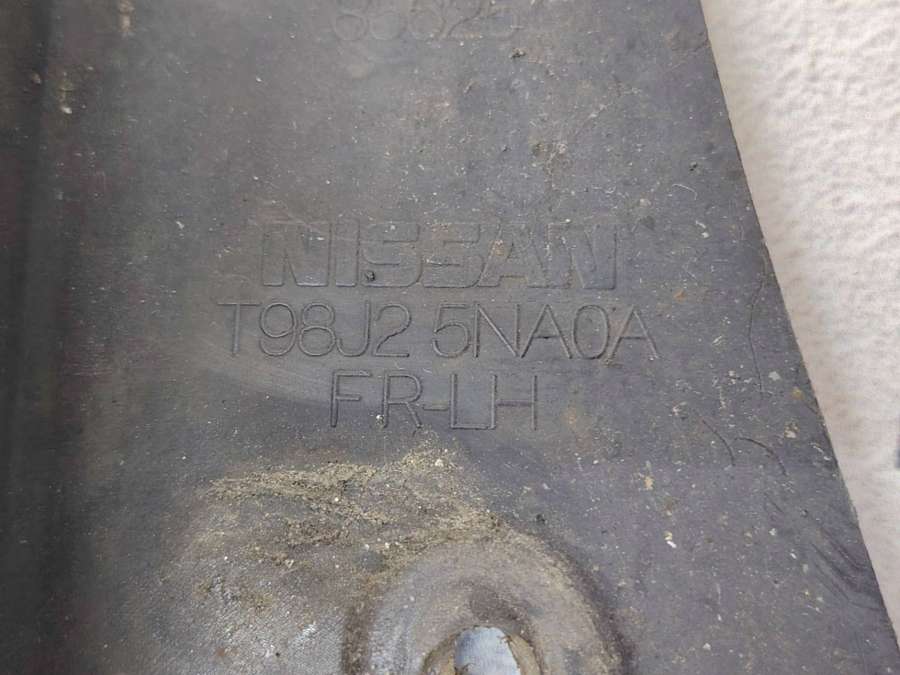 NISSAN
T98J2 5NA0A
FR-LH